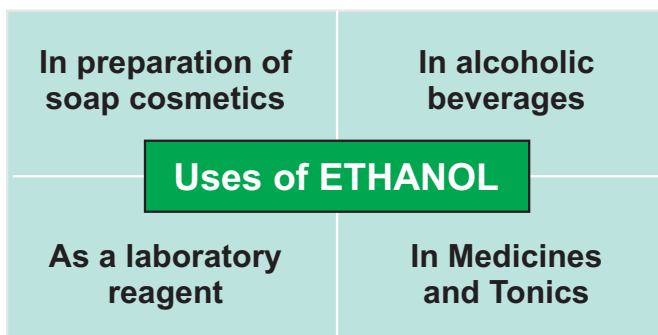 In preparation of
soap cosmetics
In alcoholic
beverages
Uses of ETHANOL
As a laboratory
reagent
In Medicines
and Tonics